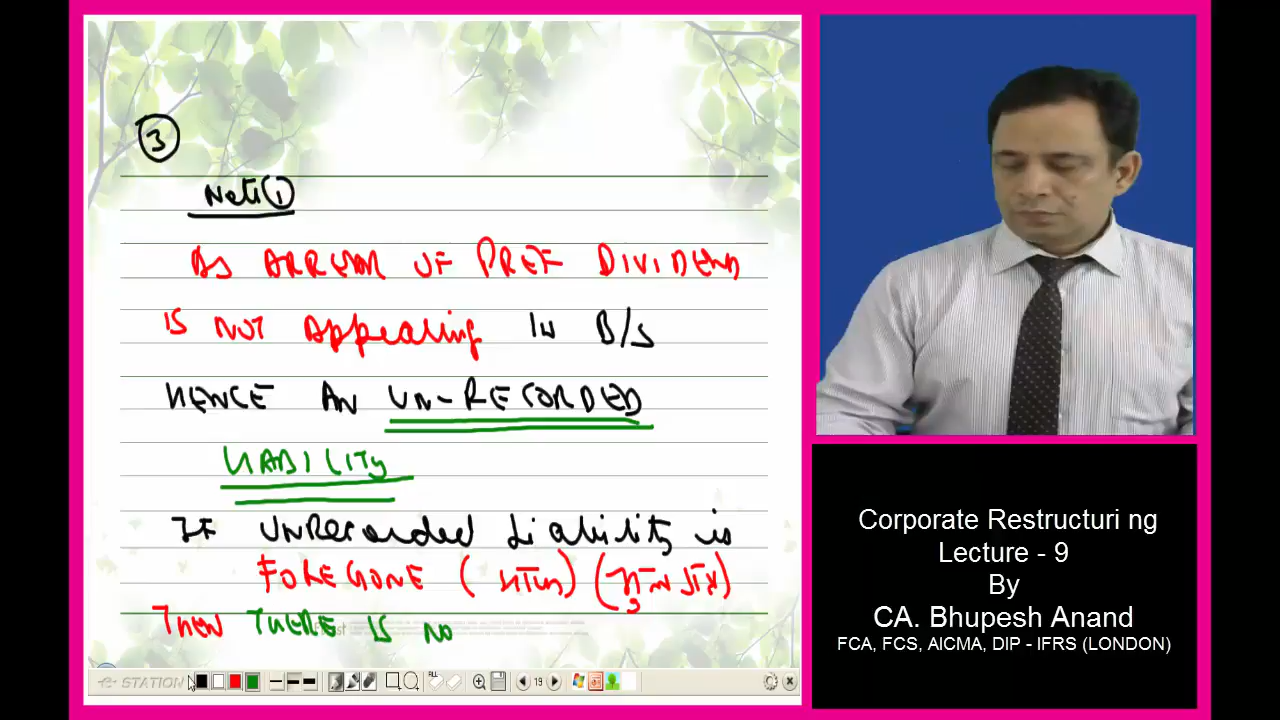 3
Note 1
As ARREAR OF PREF DIVIDEND
IS NOT Appearing IN B/S
HENCE AN UN-RECORDED
LIABILITY
IF UNRecorded Liability is
FOREGONE (
THEN THERE IS NO
e-STATION
19
Corporate Restructuri ng
Lecture - 9
By
CA. Bhupesh Anand
FCA, FCS, AICMA, DIP - IFRS (LONDON)